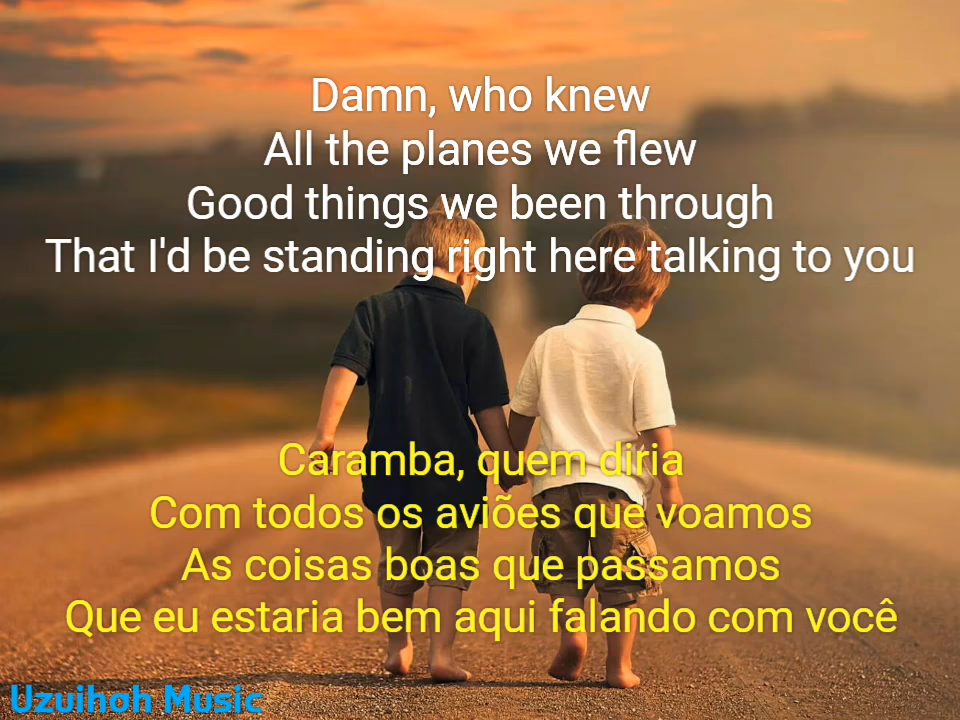 Damn, who knew
All the planes we flew
Good things we been through
That I'd be standing right here talking to you
Caramba, quem diria
Com todos os aviões que voamos
As coisas boas que passamos
Que eu estaria bem aqui falando com você
Uzuihoh Music